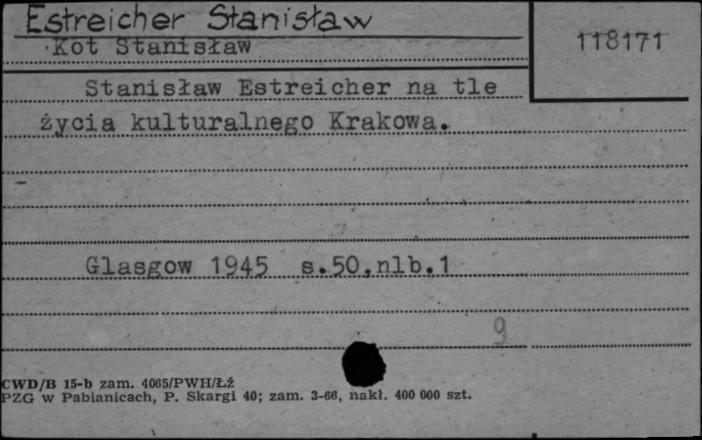 Estreicher Stanisław
Kot Stanisław
118171
Stanisław Estreicher na tle
życia kulturalnego Krakowa.
Glasgow 1945 s.50,nlb.1
9
CWD/B 15-b zam. 4065/PWH/ŁŻ
PZG w Pabianicach, P. Skargi 40; zam. 3-66, nakł. 400 000 szt.